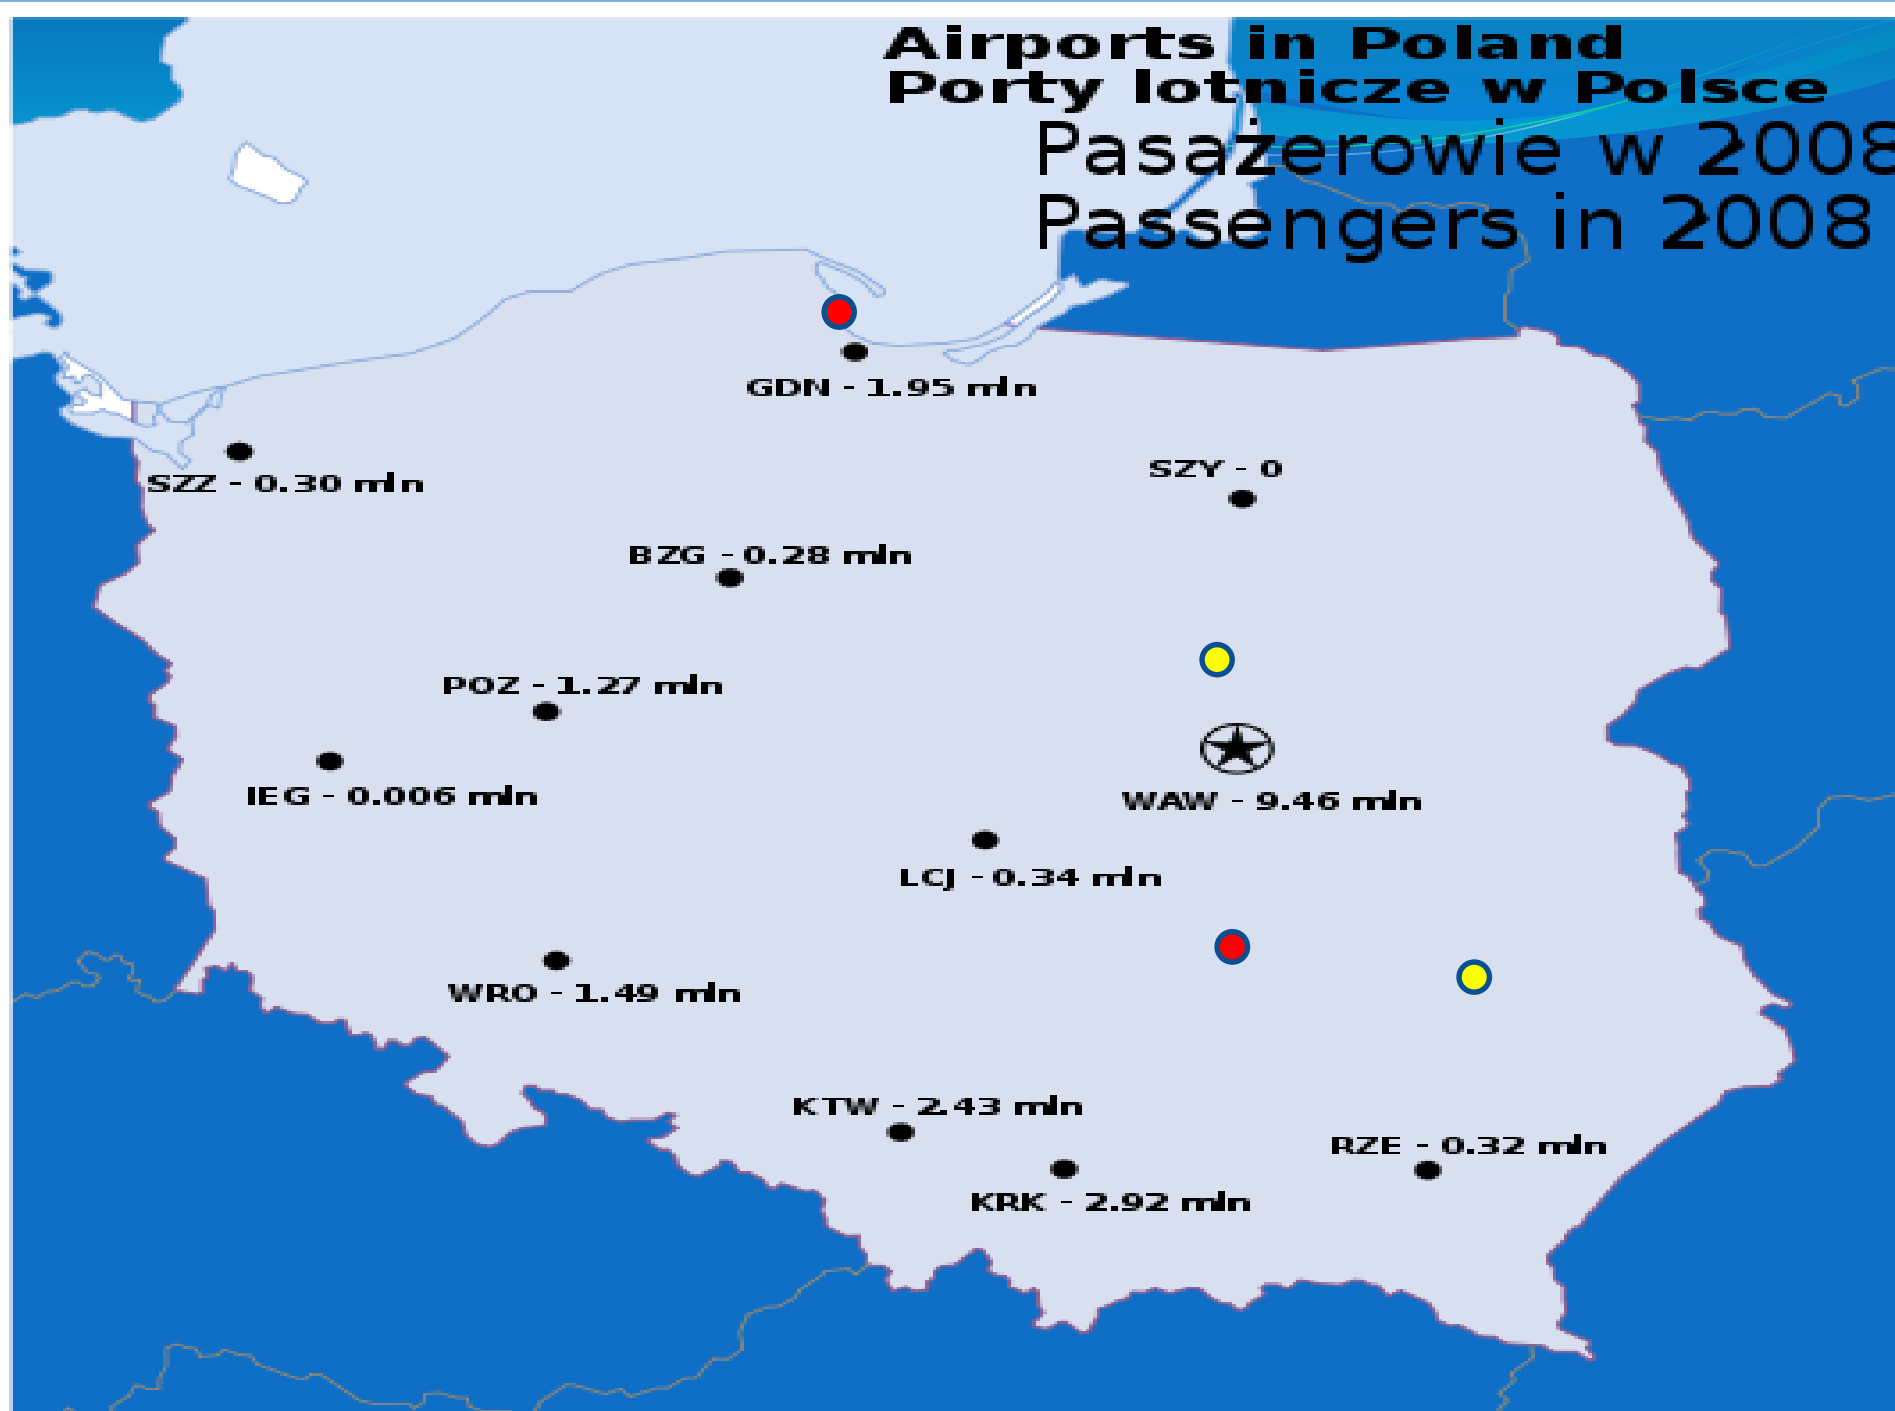 Airports in Poland
Porty lotnicze w Polsce
Pasażerowie w 2008
Passengers in 2008
GDN - 1.95 mln
SZZ - 0.30 mln
SZY - 0
BZG - 0.28 mln
POZ - 1.27 mln
IEG - 0.006 mln
WAW - 9.46 mln
LCJ - 0.34 mln
WRO - 1.49 mln
KTW - 2.43 mln
RZE - 0.32 mln
KRK - 2.92 mln